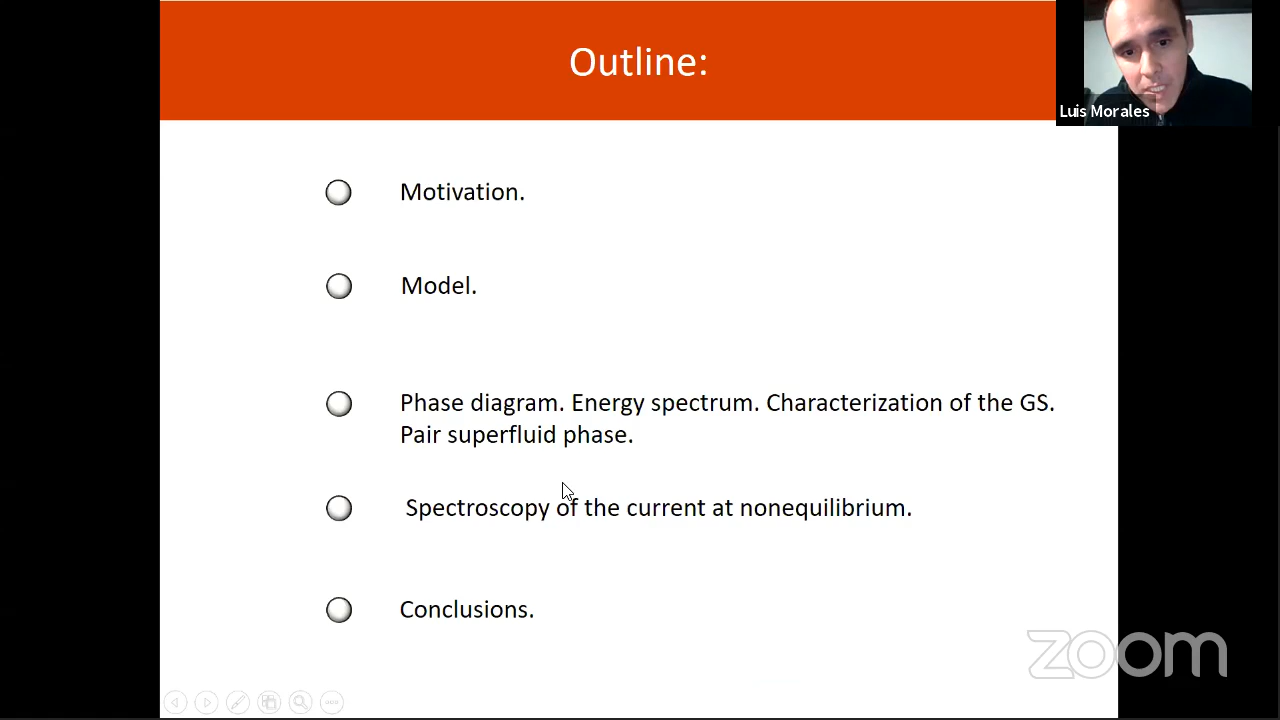 Outline:
Luis Morales
Motivation.
Model.
Phase diagram. Energy spectrum. Characterization of the GS.
Pair superfluid phase.
Spectroscopy of the current at nonequilibrium.
Conclusions.
zoom